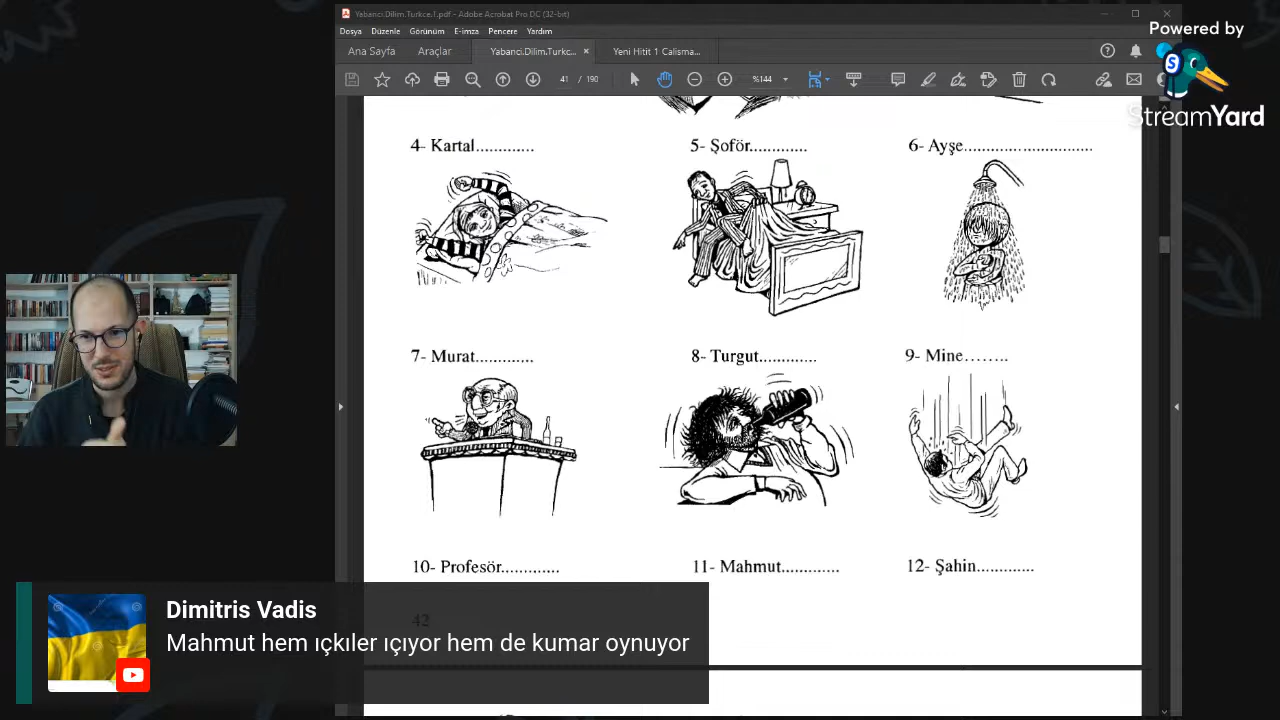 Yabanci.Dilim.Turkce.1.pdf - Adobe Acrobat Pro DC (32-bit)
Dosya Düzenle Görünüm E-imza Pencere Yardım
Ana Sayfa Araçlar Yabanci.Dilim.Turkc... × Yeni Hitit 1 Calisma...
41 / 190 %144
Powered by
StreamYard
4- Kartal.............
5- Şoför.............
6- Ayşe.............................
7- Murat.............
8- Turgut.............
9- Mine........
10- Profesör.............
11- Mahmut.............
12- Şahin.............
42
Dimitris Vadis
Mahmut hem ıçkıler ıçıyor hem de kumar oynuyor